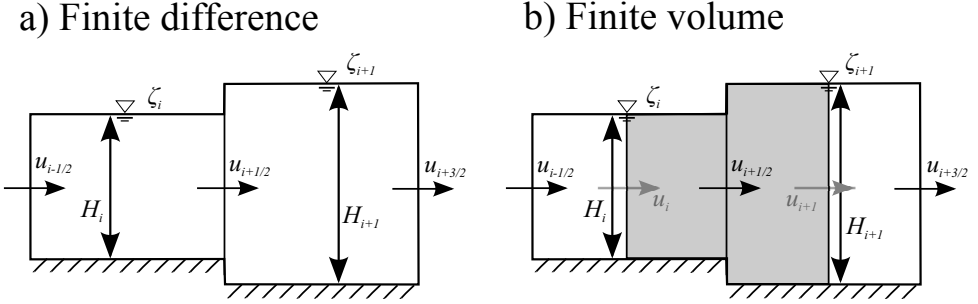 a) Finite difference
ζi+1
ζi
ui-1/2
ui+1/2
ui+3/2
Hi
Hi+1
b) Finite volume
ζi+1
ζi
ui-1/2
ui+1/2
ui+3/2
ui
ui+1
Hi
Hi+1